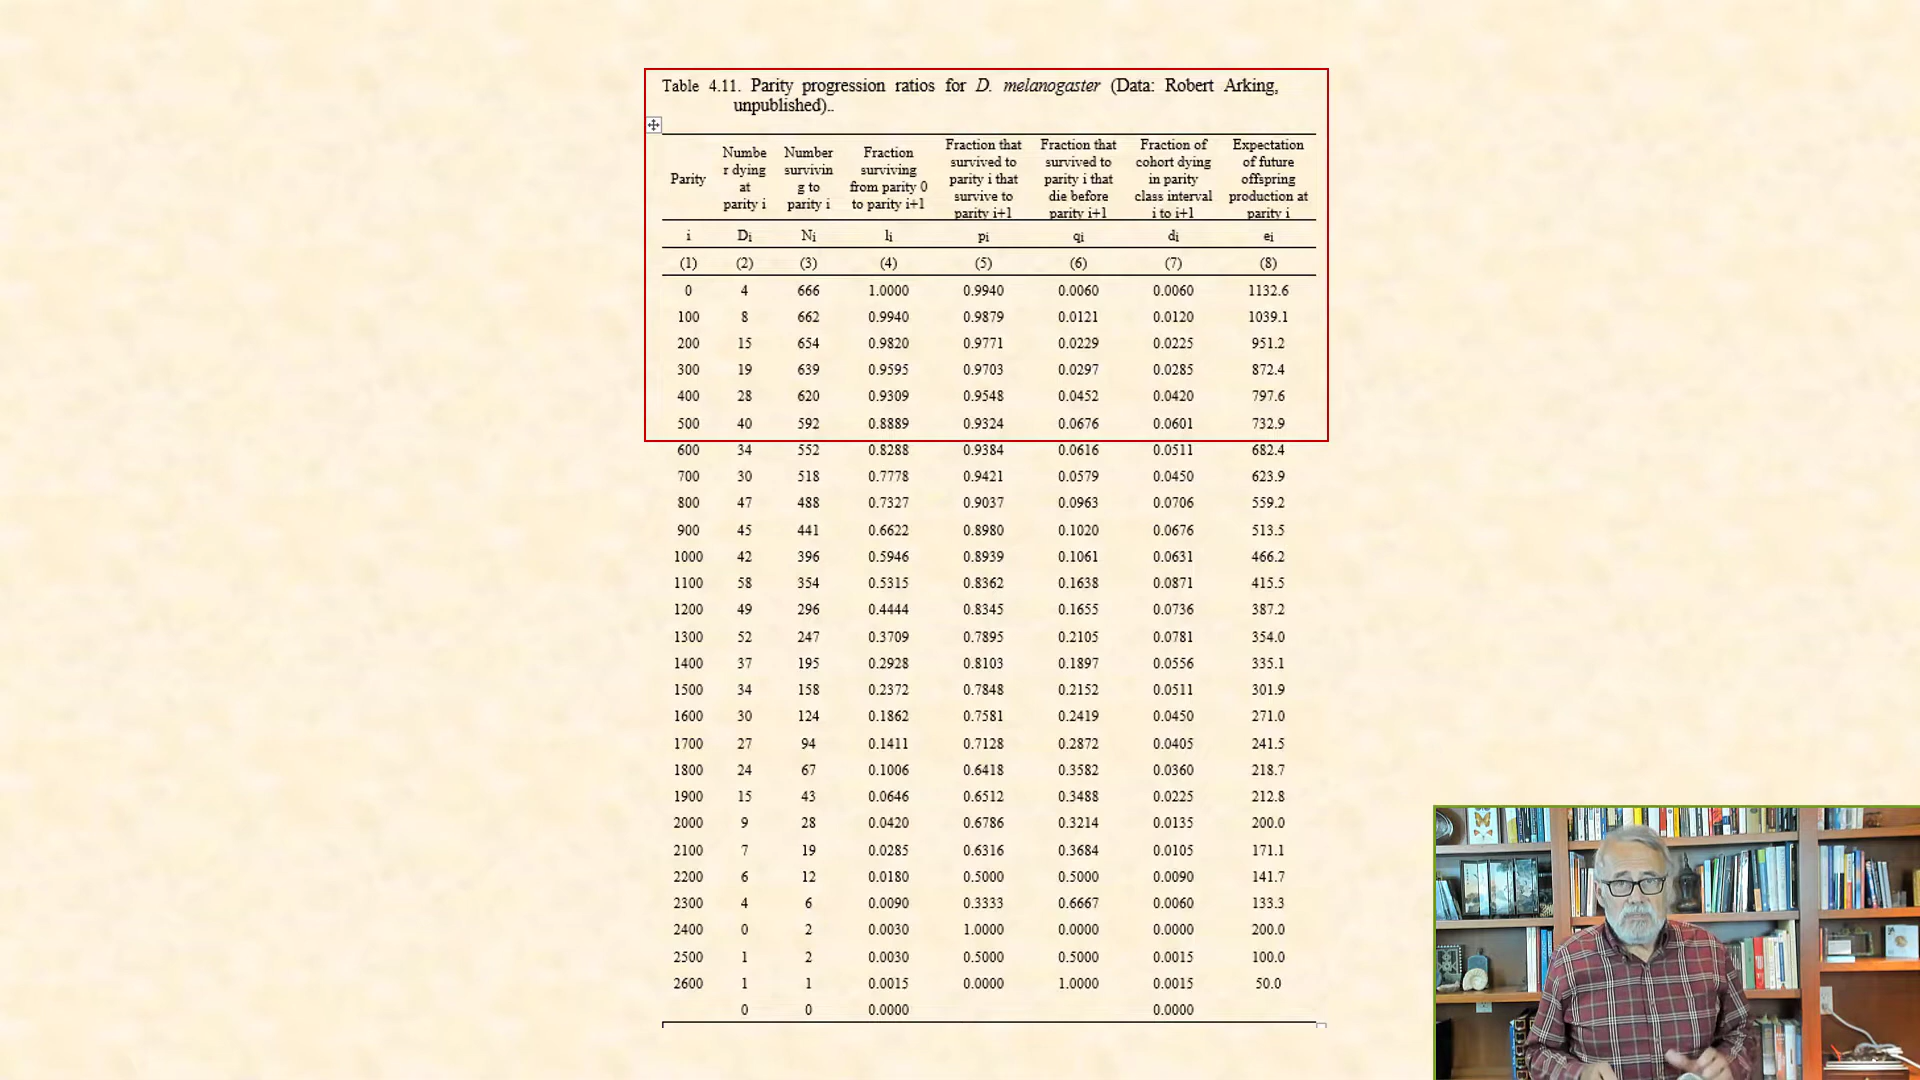 Table 4.11. Parity progression ratios for D. melanogaster (Data: Robert Arking,
unpublished)..
Parity Numbe r dying at parity i Number survivin g to parity i Fraction surviving from parity 0 to parity i+1 Fraction that survived to parity i that survive to parity i+1 Fraction that survived to parity i that die before parity i+1 Fraction of cohort dying in parity class interval i to i+1 Expectation of future offspring production at parity i
i Di Ni li pi qi di ei
(1) (2) (3) (4) (5) (6) (7) (8)
0 4 666 1.0000 0.9940 0.0060 0.0060 1132.6
100 8 662 0.9940 0.9879 0.0121 0.0120 1039.1
200 15 654 0.9820 0.9771 0.0229 0.0225 951.2
300 19 639 0.9595 0.9703 0.0297 0.0285 872.4
400 28 620 0.9309 0.9548 0.0452 0.0420 797.6
500 40 592 0.8889 0.9324 0.0676 0.0601 732.9
600 34 552 0.8288 0.9384 0.0616 0.0511 682.4
700 30 518 0.7778 0.9421 0.0579 0.0450 623.9
800 47 488 0.7327 0.9037 0.0963 0.0706 559.2
900 45 441 0.6622 0.8980 0.1020 0.0676 513.5
1000 42 396 0.5946 0.8939 0.1061 0.0631 466.2
1100 58 354 0.5315 0.8362 0.1638 0.0871 415.5
1200 49 296 0.4444 0.8345 0.1655 0.0736 387.2
1300 52 247 0.3709 0.7895 0.2105 0.0781 354.0
1400 37 195 0.2928 0.8103 0.1897 0.0556 335.1
1500 34 158 0.2372 0.7848 0.2152 0.0511 301.9
1600 30 124 0.1862 0.7581 0.2419 0.0450 271.0
1700 27 94 0.1411 0.7128 0.2872 0.0405 241.5
1800 24 67 0.1006 0.6418 0.3582 0.0360 218.7
1900 15 43 0.0646 0.6512 0.3488 0.0225 212.8
2000 9 28 0.0420 0.6786 0.3214 0.0135 200.0
2100 7 19 0.0285 0.6316 0.3684 0.0105 171.1
2200 6 12 0.0180 0.5000 0.5000 0.0090 141.7
2300 4 6 0.0090 0.3333 0.6667 0.0060 133.3
2400 0 2 0.0030 1.0000 0.0000 0.0000 200.0
2500 1 2 0.0030 0.5000 0.5000 0.0015 100.0
2600 1 1 0.0015 0.0000 1.0000 0.0015 50.0
0 0 0.0000 0.0000